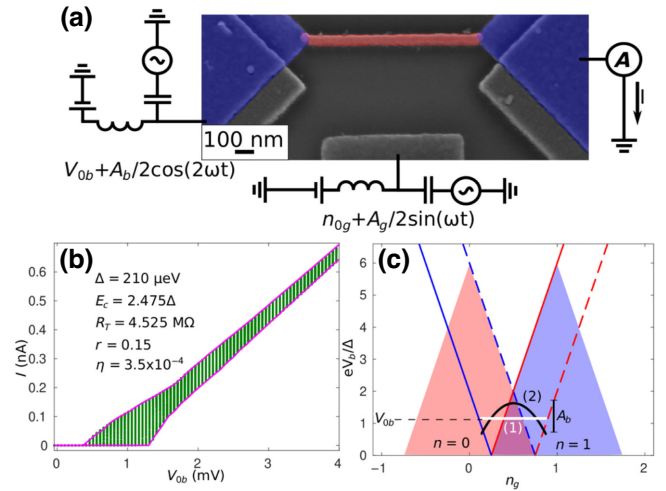 (a)
A
I
100 nm
V0b+Ab/2cos(2ωt)
n0g+Ag/2sin(ωt)
(b)
Δ = 210 μeV
Ec = 2.475Δ
RT = 4.525 MΩ
r = 0.15
η = 3.5x10⁻⁴
I (nA)
0.6
0.5
0.4
0.3
0.2
0.1
0
0 1 2 3 4
V0b (mV)
(c)
eVb/Δ
6
5
4
3
2
1
0
V0b
(2)
(1)
Ab
n = 0
n = 1
−1 0 1 2
ng